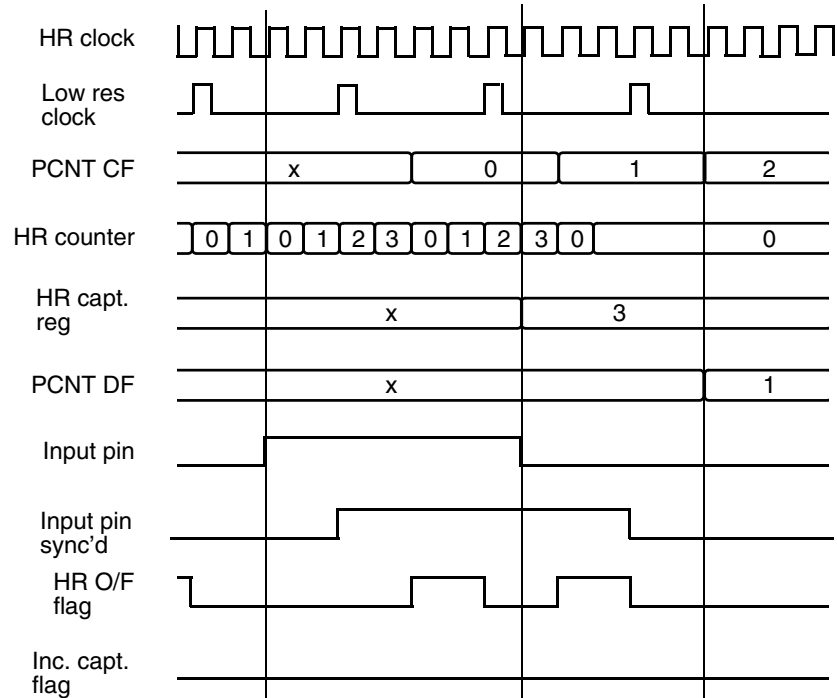 HR clock
Low res
clock
PCNT CF
x 0 1 2
HR counter
0 1 0 1 2 3 0 1 2 3 0 0
HR capt.
reg
x 3
PCNT DF
x 1
Input pin
Input pin
sync'd
HR O/F
flag
Inc. capt.
flag